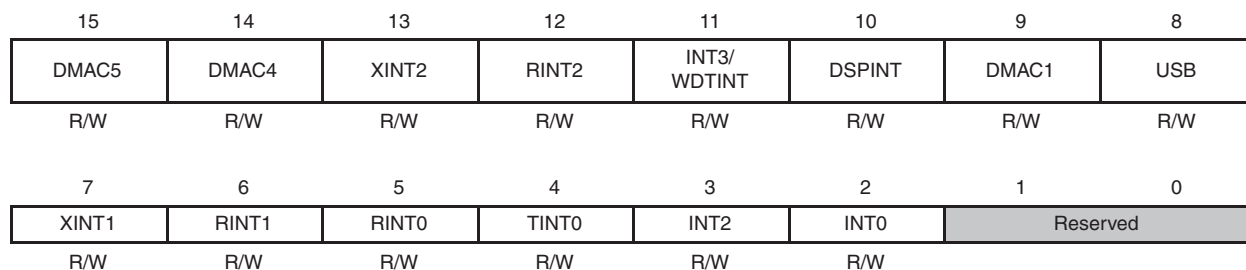 15 14 13 12 11 10 9 8
DMAC5 DMAC4 XINT2 RINT2 INT3/ WDTINT DSPINT DMAC1 USB
R/W R/W R/W R/W R/W R/W R/W R/W
7 6 5 4 3 2 1 0
XINT1 RINT1 RINT0 TINT0 INT2 INT0 Reserved
R/W R/W R/W R/W R/W R/W